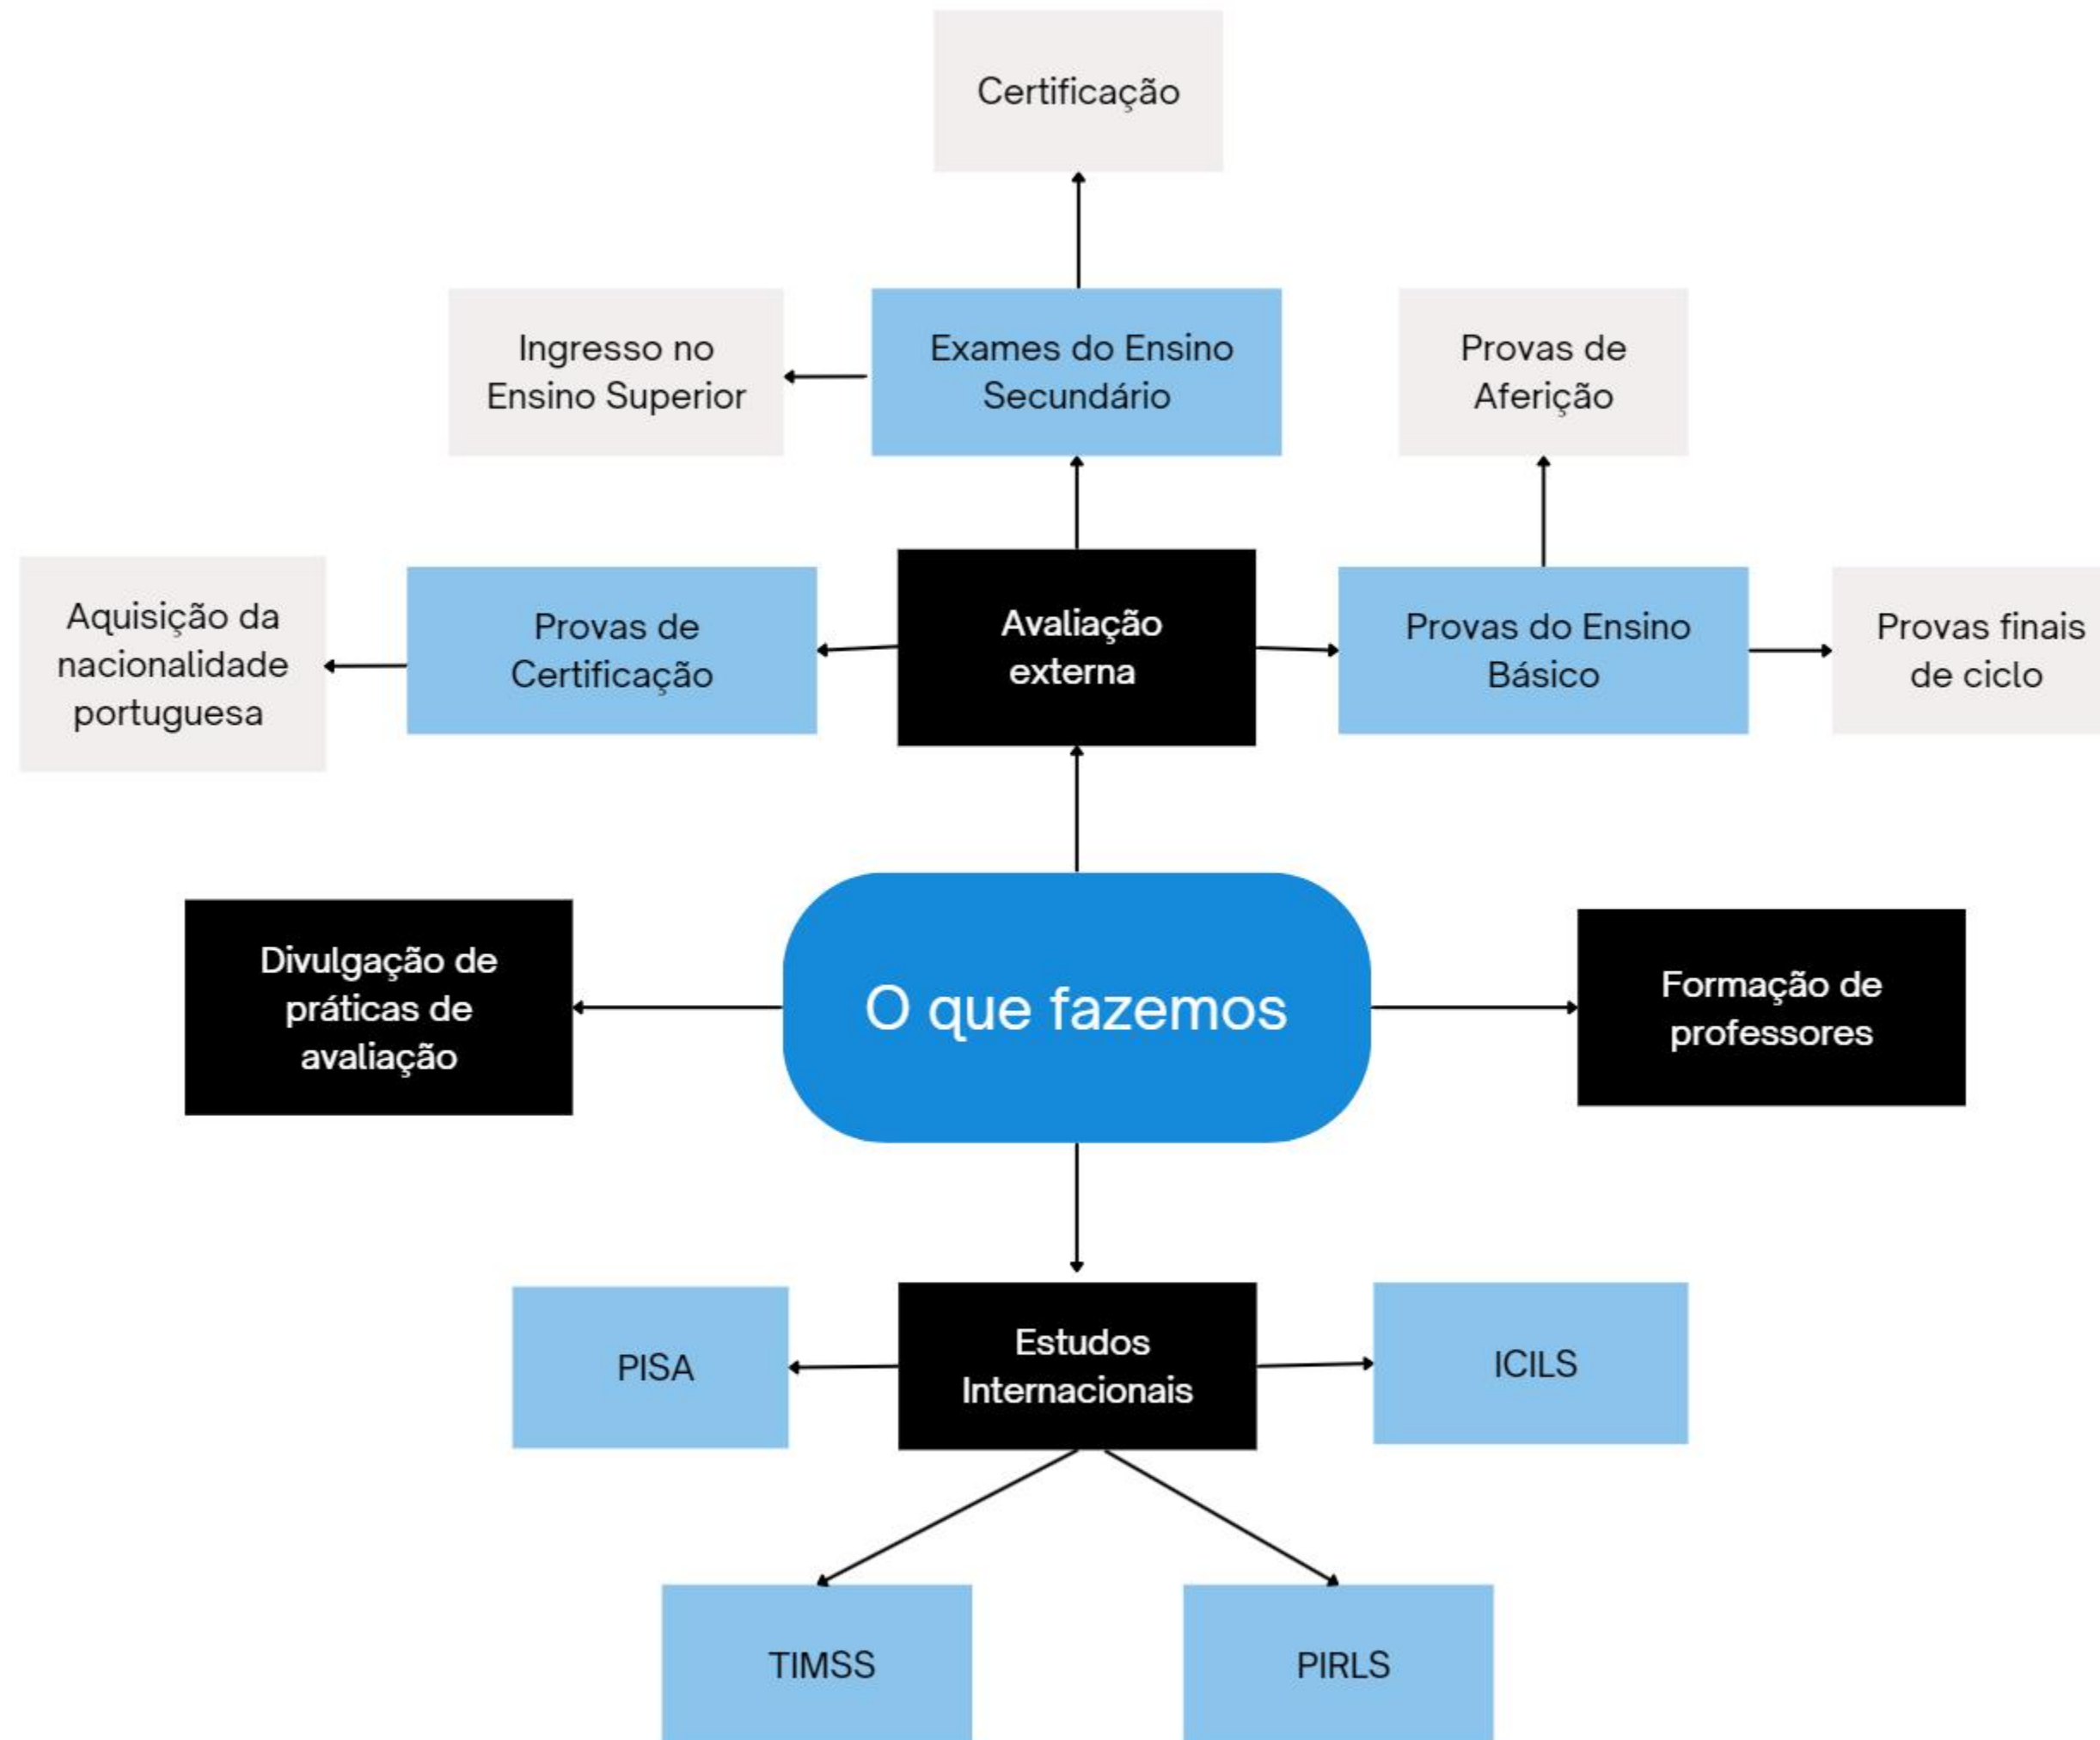 Certificação
Ingresso no
Ensino Superior
Exames do Ensino
Secundário
Provas de
Aferição
Aquisição da
nacionalidade
portuguesa
Provas de
Certificação
Avaliação
externa
Provas do Ensino
Básico
Provas finais
de ciclo
Divulgação de
práticas de
avaliação
O que fazemos
Formação de
professores
PISA
Estudos
Internacionais
ICILS
TIMSS
PIRLS